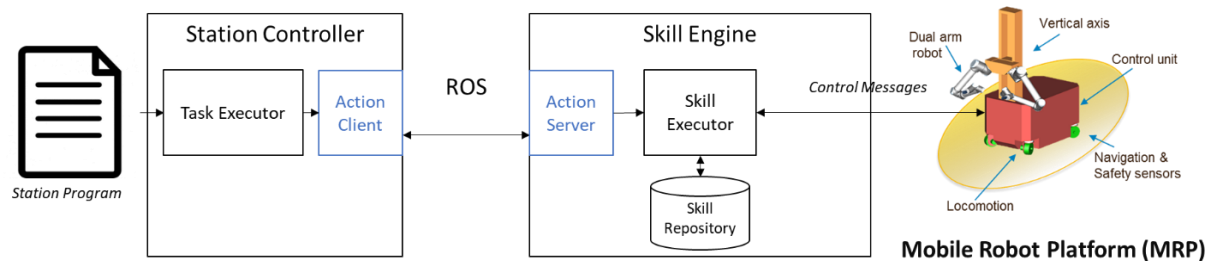 Station Program
Station Controller
Task Executor
Action
Client
ROS
Skill Engine
Action
Server
Skill
Executor
Skill
Repository
Control Messages
Dual arm
robot
Vertical axis
Control unit
Navigation &
Safety sensors
Locomotion
Mobile Robot Platform (MRP)